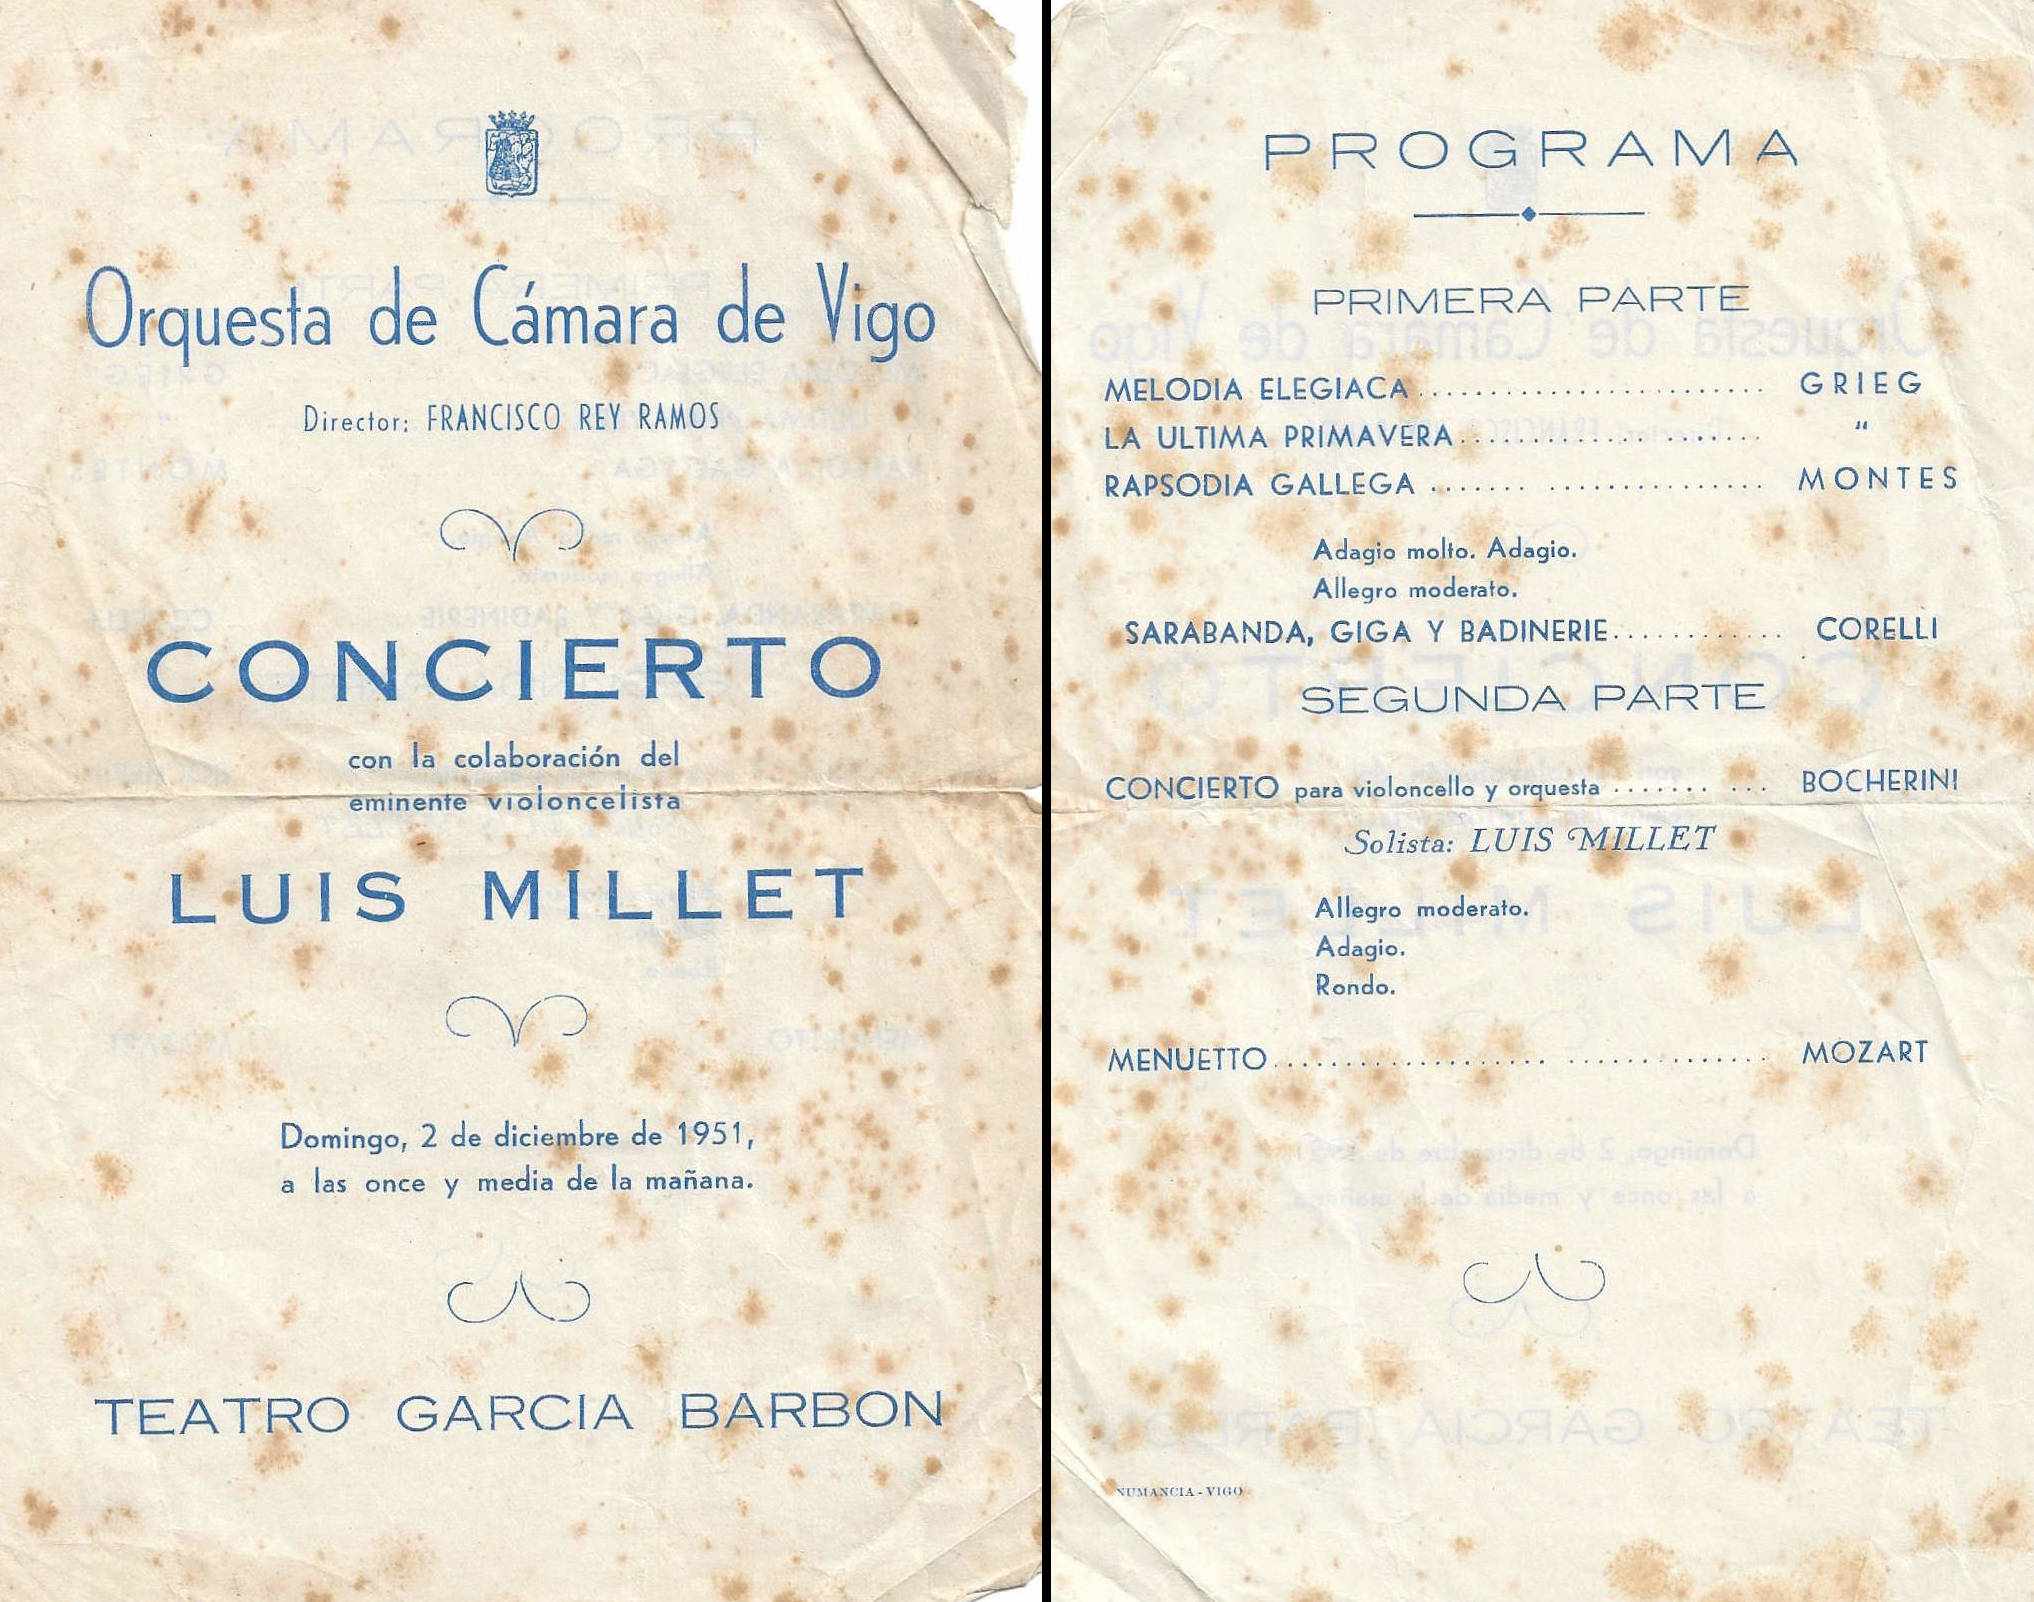 Orquesta de Cámara de Vigo
Director: FRANCISCO REY RAMOS
CONCIERTO
con la colaboración del
eminente violoncelista
LUIS MILLET
Domingo, 2 de diciembre de 1951,
a las once y media de la mañana.
TEATRO GARCIA BARBON
PROGRAMA
PRIMERA PARTE
MELODIA ELEGIACA ........................ GRIEG
LA ULTIMA PRIMAVERA..................... "
RAPSODIA GALLEGA ....................... MONTES
Adagio molto. Adagio.
Allegro moderato.
SARABANDA, GIGA Y BADINERIE............ CORELLI
SEGUNDA PARTE
CONCIERTO para violoncello y orquesta .......... BOCHERINI
Solista: LUIS MILLET
Allegro moderato.
Adagio.
Rondo.
MENUETTO................................. MOZART
NUMANCIA - VIGO